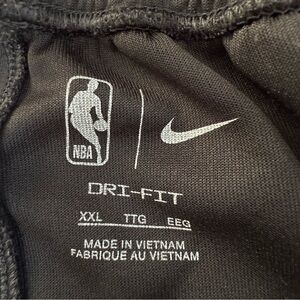 NBA
DRI-FIT
XXL TTG EEG
MADE IN VIETNAM
FABRIQUE AU VIETNAM